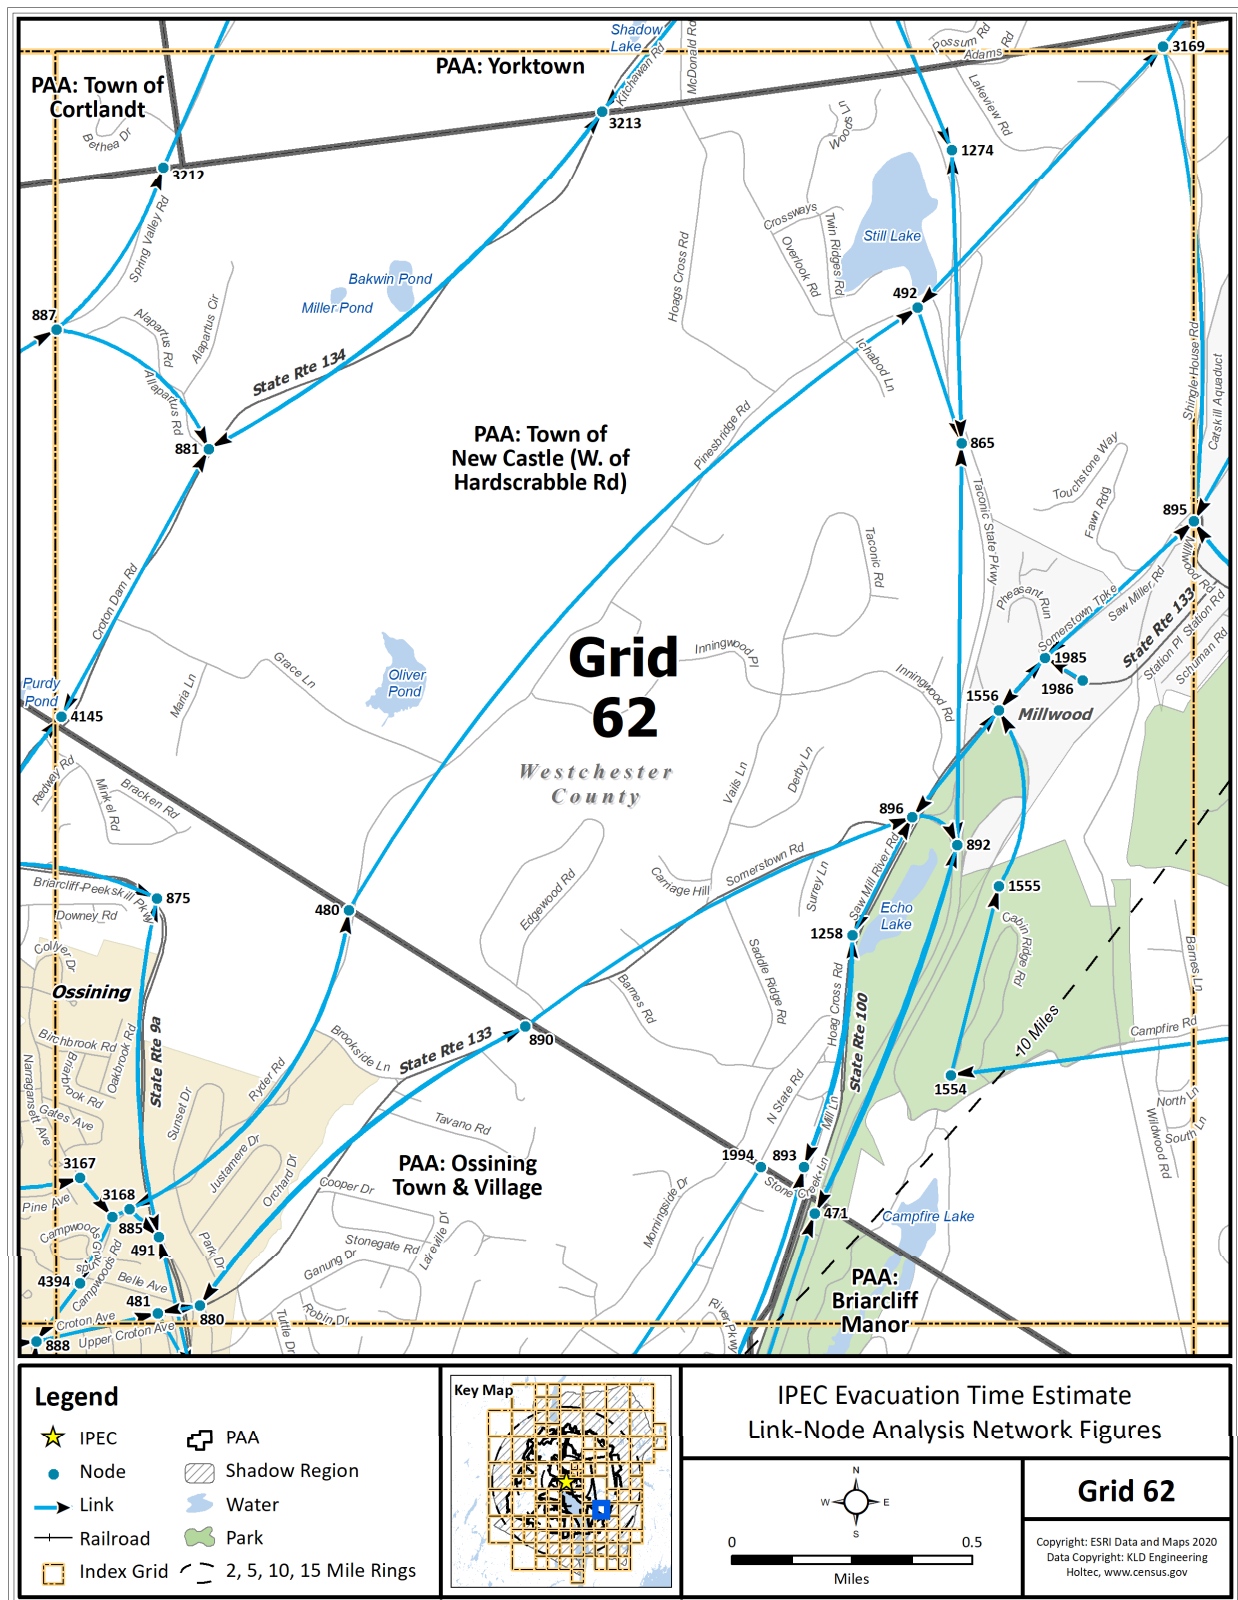 Shadow
Lake
McDonald Rd
Kitchawan Rd
Possum Rd
Adams Rd
3169
PAA: Yorktown
PAA: Town of
Cortlandt
Bethea Dr
3213
Lakeview Rd
Woods Ln
1274
3212
Spring Valley Rd
Crossways
Twin Ridges Rd
Overlook Rd
Still Lake
Hoags Cross Rd
Bakwin Pond
Miller Pond
492
887
Alapartus Rd
Alapartus Cir
Allapartus Rd
State Rte 134
Ichabod Ln
Shingle House Rd
Catskill Aquaduct
Pinesbridge Rd
881
PAA: Town of
New Castle (W. of
Hardscrabble Rd)
865
Touchstone Way
Fawn Rdg
Taconic State Pkwy
895
Millwood Rd
Taconic Rd
Croton Dam Rd
Pheasant Run
Somerstown Tpke
Saw Miller Rd
State Rte 133
Station Pl
Station Rd
Schuman Rd
Grid
62
Inningwood Pl
Inningwood Rd
1985
1986
Grace Ln
Maria Ln
Oliver
Pond
Purdy
Pond
4145
1556
Millwood
Westchester
County
Vails Ln
Derby Ln
Redway Rd
Minkel Rd
Bracken Rd
896
892
Somerstown Rd
Carriage Hill
Surrey Ln
Saw Mill River Rd
Edgewood Rd
1555
Briarcliff-Peekskill Pkwy
875
Downey Rd
480
Echo
Lake
1258
Cabin Ridge Rd
Barnes Ln
Collyer Dr
Ossining
Saddle Ridge Rd
Barnes Rd
Hoag Cross Rd
State Rte 100
State Rte 9a
Birchbrook Rd
Briarbrook Rd
Oakbrook Rd
Narragansett Ave
Gates Ave
Brookside Ln
State Rte 133
890
-10 Miles
Campfire Rd
Ryder Rd
1554
Sunset Dr
N State Rd
Mill Ln
North Ln
South Ln
Wildwood Rd
Tavano Rd
Justamere Dr
Orchard Dr
3167
PAA: Ossining
Town & Village
1994
893
Stone Creek Ln
Pine Ave
3168
885
Cooper Dr
Morningside Dr
471
Campfire Lake
Campwoods
Campwoods Rd
491
Park Dr
Stonegate Rd
Lakeville Dr
Ganung Dr
4394
Belle Ave
481
880
PAA:
Briarcliff
Manor
Croton Ave
Upper Croton Ave
888
Tuttle Dr
Robin Dr
River Pkwy
Legend
IPEC
PAA
Node
Shadow Region
Link
Water
Railroad
Park
Index Grid
2, 5, 10, 15 Mile Rings
Key Map
IPEC Evacuation Time Estimate
Link-Node Analysis Network Figures
N
W
E
S
0
0.5
Miles
Grid 62
Copyright: ESRI Data and Maps 2020
Data Copyright: KLD Engineering
Holtec, www.census.gov